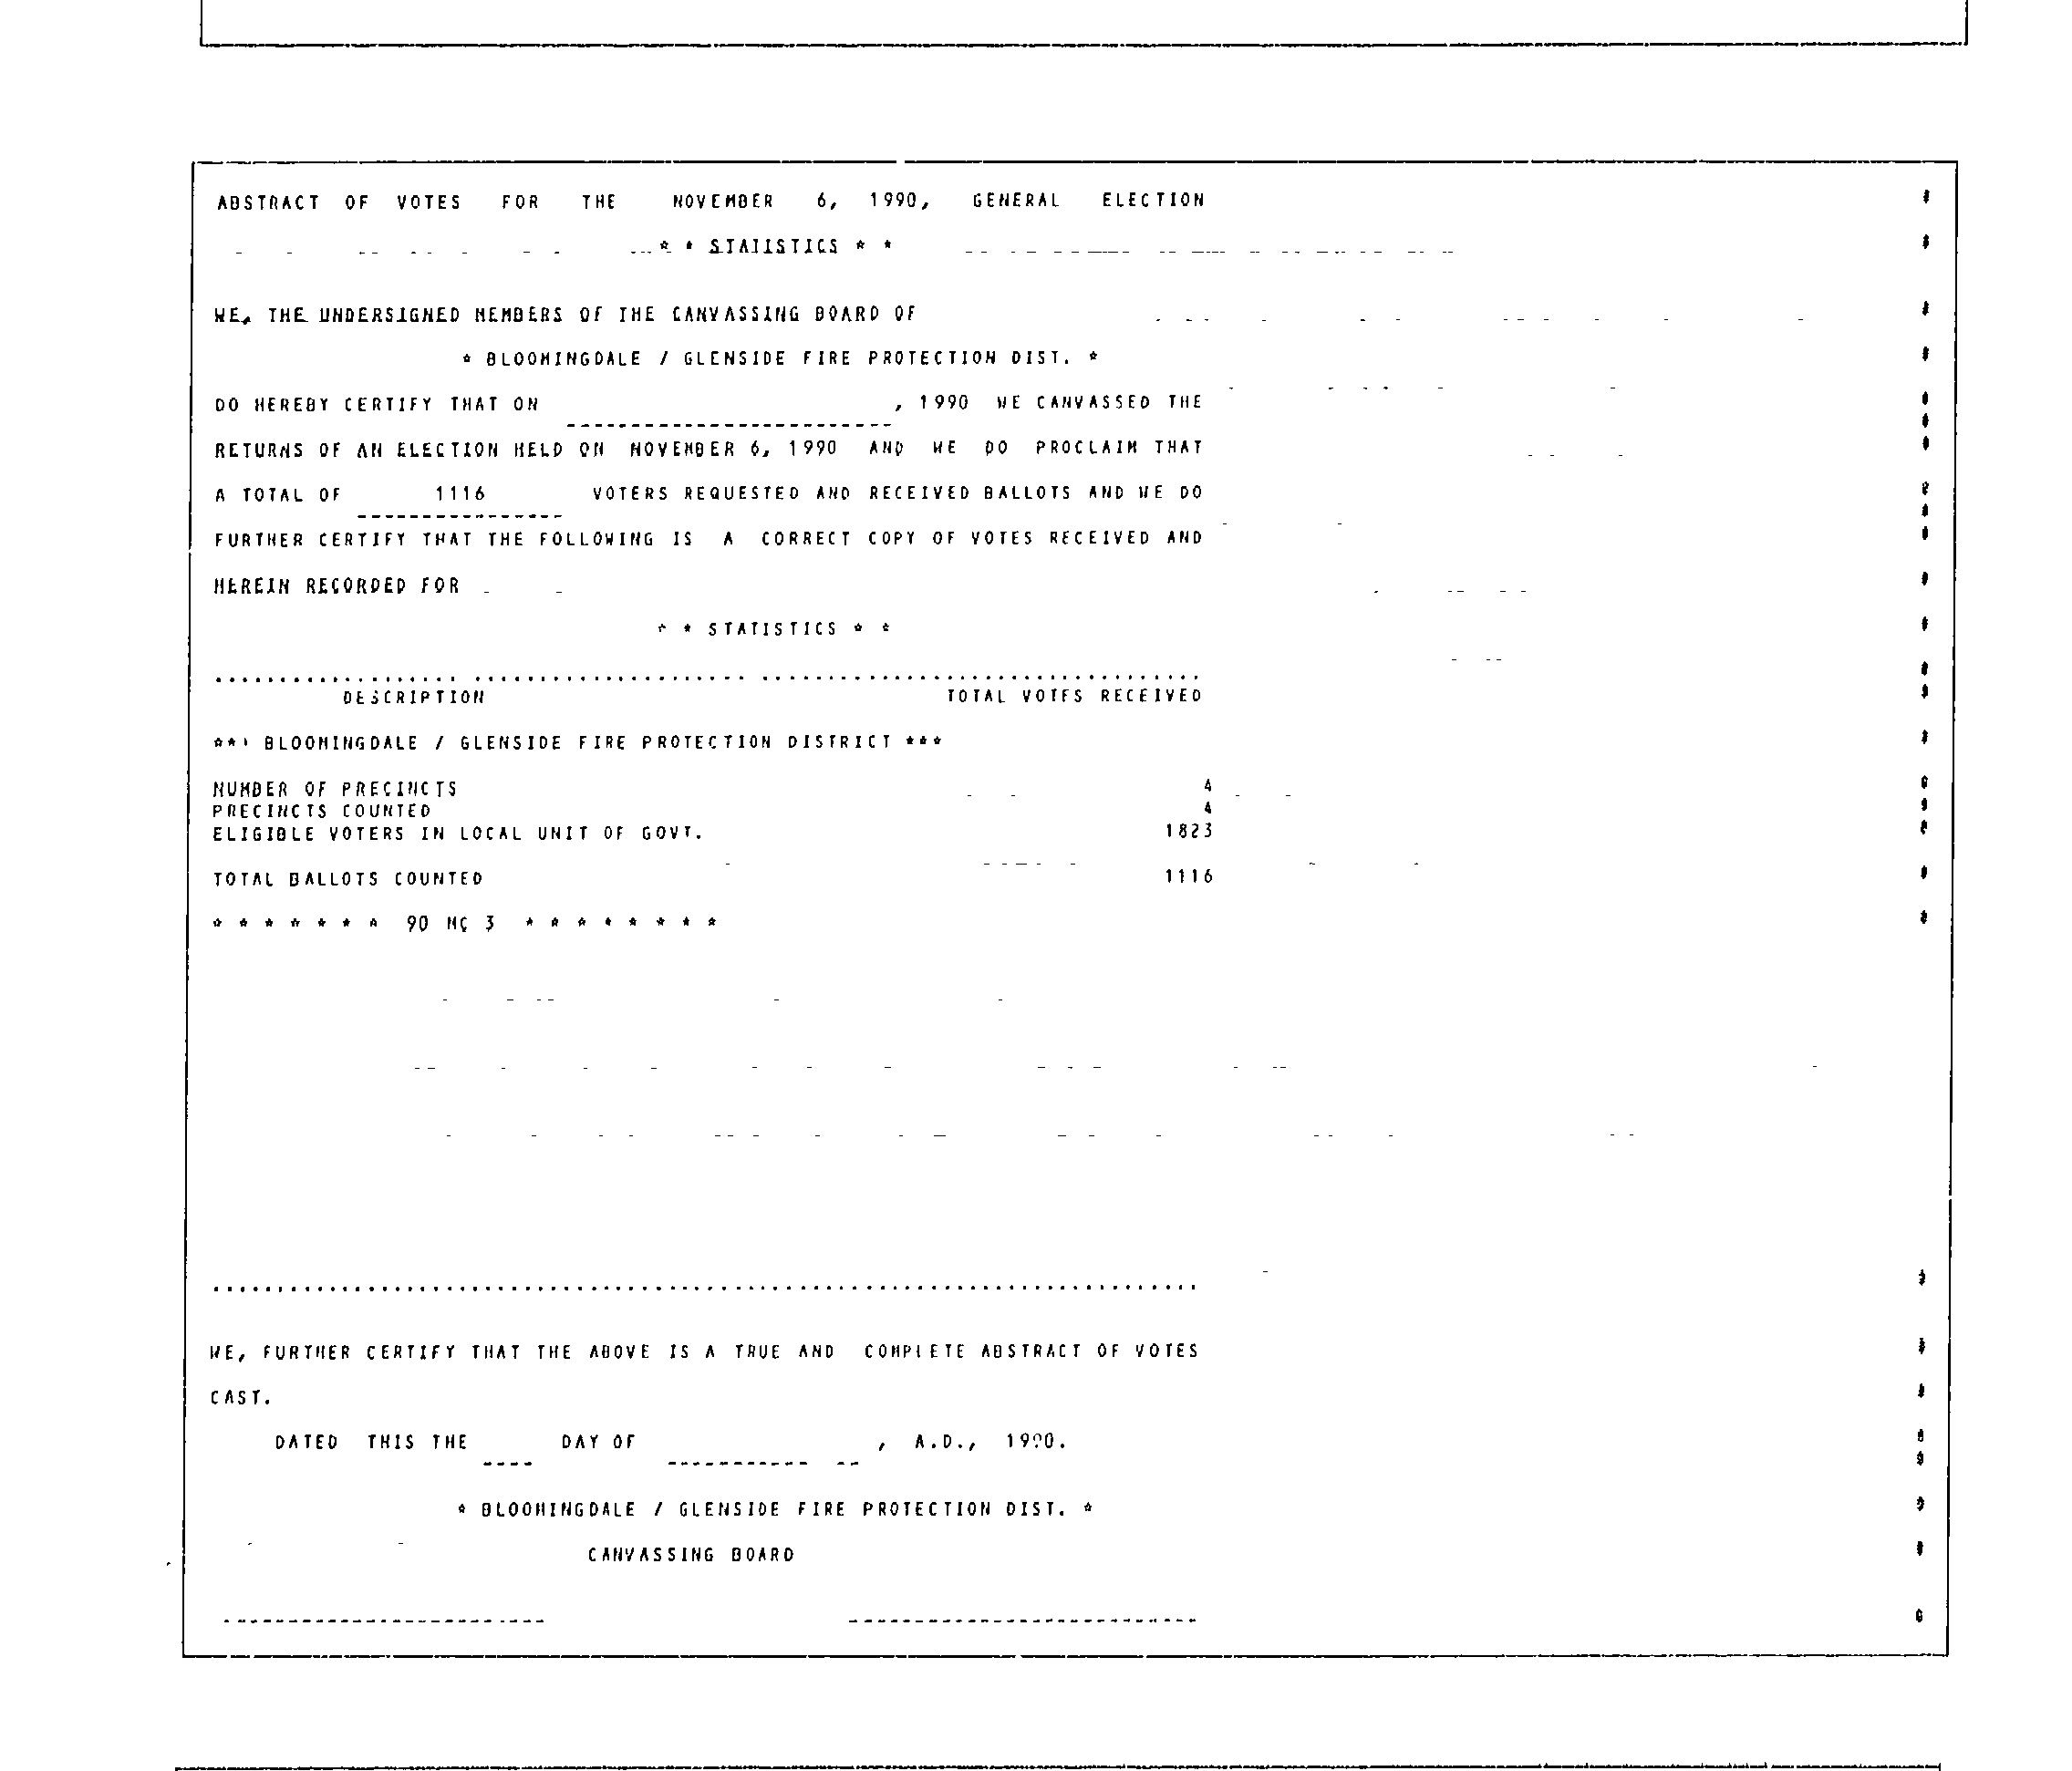 ABSTRACT OF VOTES FOR THE NOVEMBER 6, 1990, GENERAL ELECTION
* * STATISTICS * *
WE, THE UNDERSIGNED MEMBERS OF THE CANVASSING BOARD OF
* BLOOMINGDALE / GLENSIDE FIRE PROTECTION DIST. *
DO HEREBY CERTIFY THAT ON _________________________, 1990 WE CANVASSED THE
RETURNS OF AN ELECTION HELD ON NOVEMBER 6, 1990 AND WE DO PROCLAIM THAT
A TOTAL OF 1116 VOTERS REQUESTED AND RECEIVED BALLOTS AND WE DO
FURTHER CERTIFY THAT THE FOLLOWING IS A CORRECT COPY OF VOTES RECEIVED AND
HEREIN RECORDED FOR
* * STATISTICS * *
DESCRIPTION TOTAL VOTES RECEIVED
*** BLOOMINGDALE / GLENSIDE FIRE PROTECTION DISTRICT ***
NUMBER OF PRECINCTS 4
PRECINCTS COUNTED 4
ELIGIBLE VOTERS IN LOCAL UNIT OF GOVT. 1823
TOTAL BALLOTS COUNTED 1116
* * * * * * * 90 MC 3 * * * * * * * *
WE, FURTHER CERTIFY THAT THE ABOVE IS A TRUE AND COMPLETE ABSTRACT OF VOTES
CAST.
DATED THIS THE ____ DAY OF ______________, A.D., 1990.
* BLOOMINGDALE / GLENSIDE FIRE PROTECTION DIST. *
CANVASSING BOARD